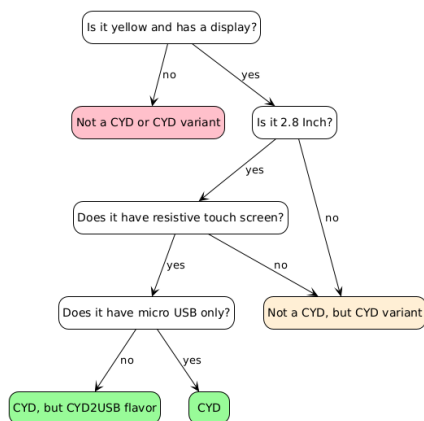 Is it yellow and has a display?
no
yes
Not a CYD or CYD variant
Is it 2.8 Inch?
yes
no
Does it have resistive touch screen?
yes
no
Does it have micro USB only?
Not a CYD, but CYD variant
no
yes
CYD, but CYD2USB flavor
CYD